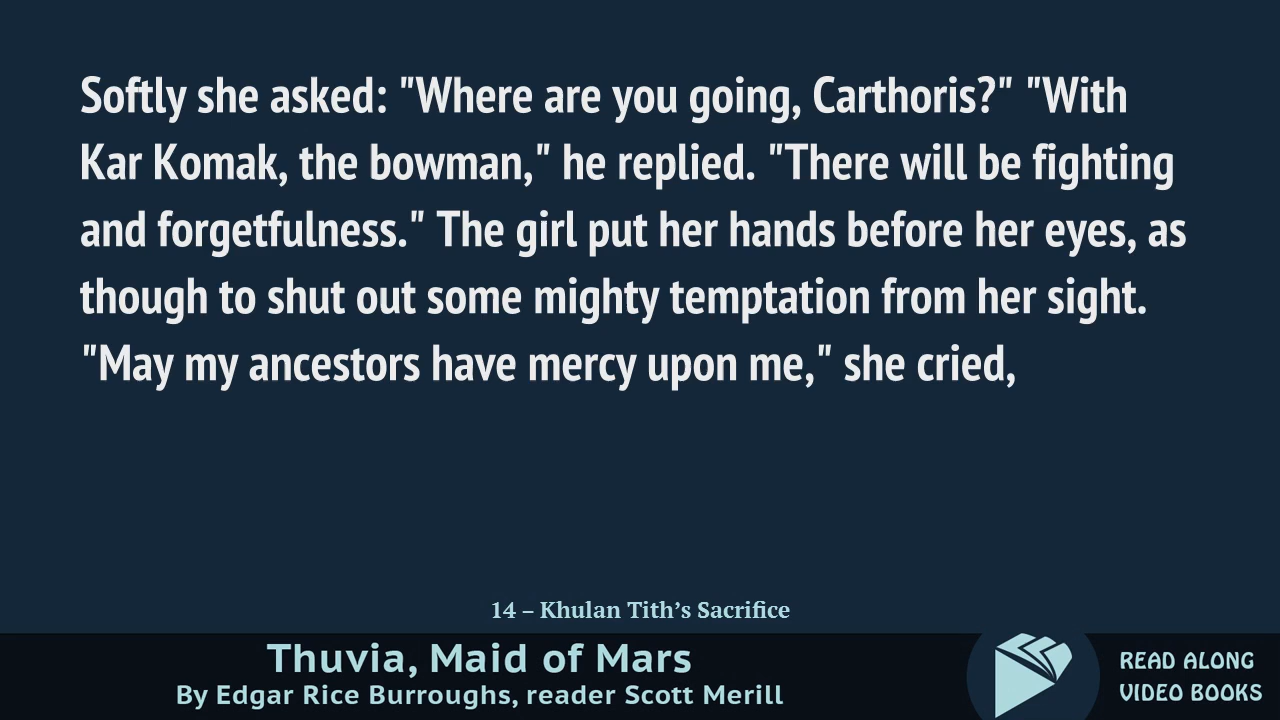 Softly she asked: "Where are you going, Carthoris?" "With
Kar Komak, the bowman," he replied. "There will be fighting
and forgetfulness." The girl put her hands before her eyes, as
though to shut out some mighty temptation from her sight.
"May my ancestors have mercy upon me," she cried,
14 – Khulan Tith’s Sacrifice
Thuvia, Maid of Mars
By Edgar Rice Burroughs, reader Scott Merill
READ ALONG
VIDEO BOOKS